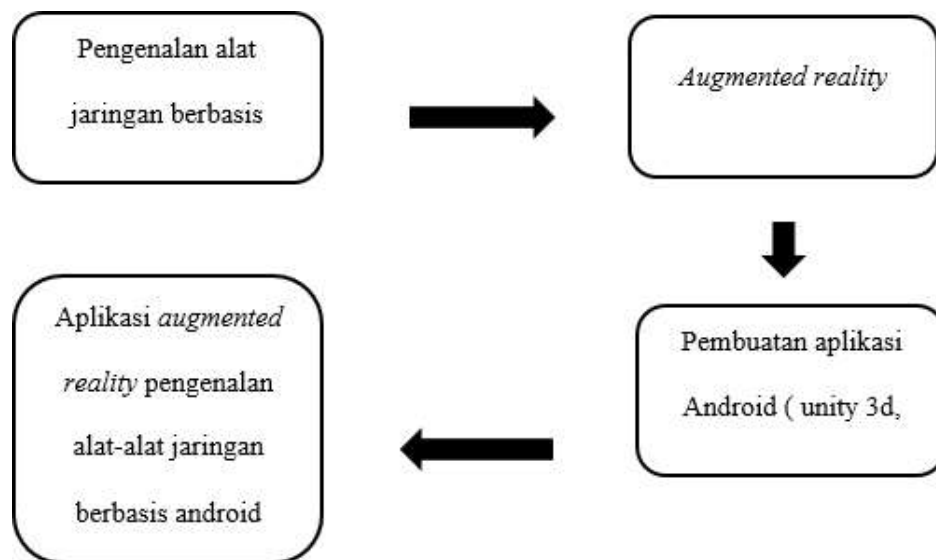 Pengenalan alat
jaringan berbasis
Augmented reality
Pembuatan aplikasi
Android ( unity 3d,
Aplikasi augmented
reality pengenalan
alat-alat jaringan
berbasis android